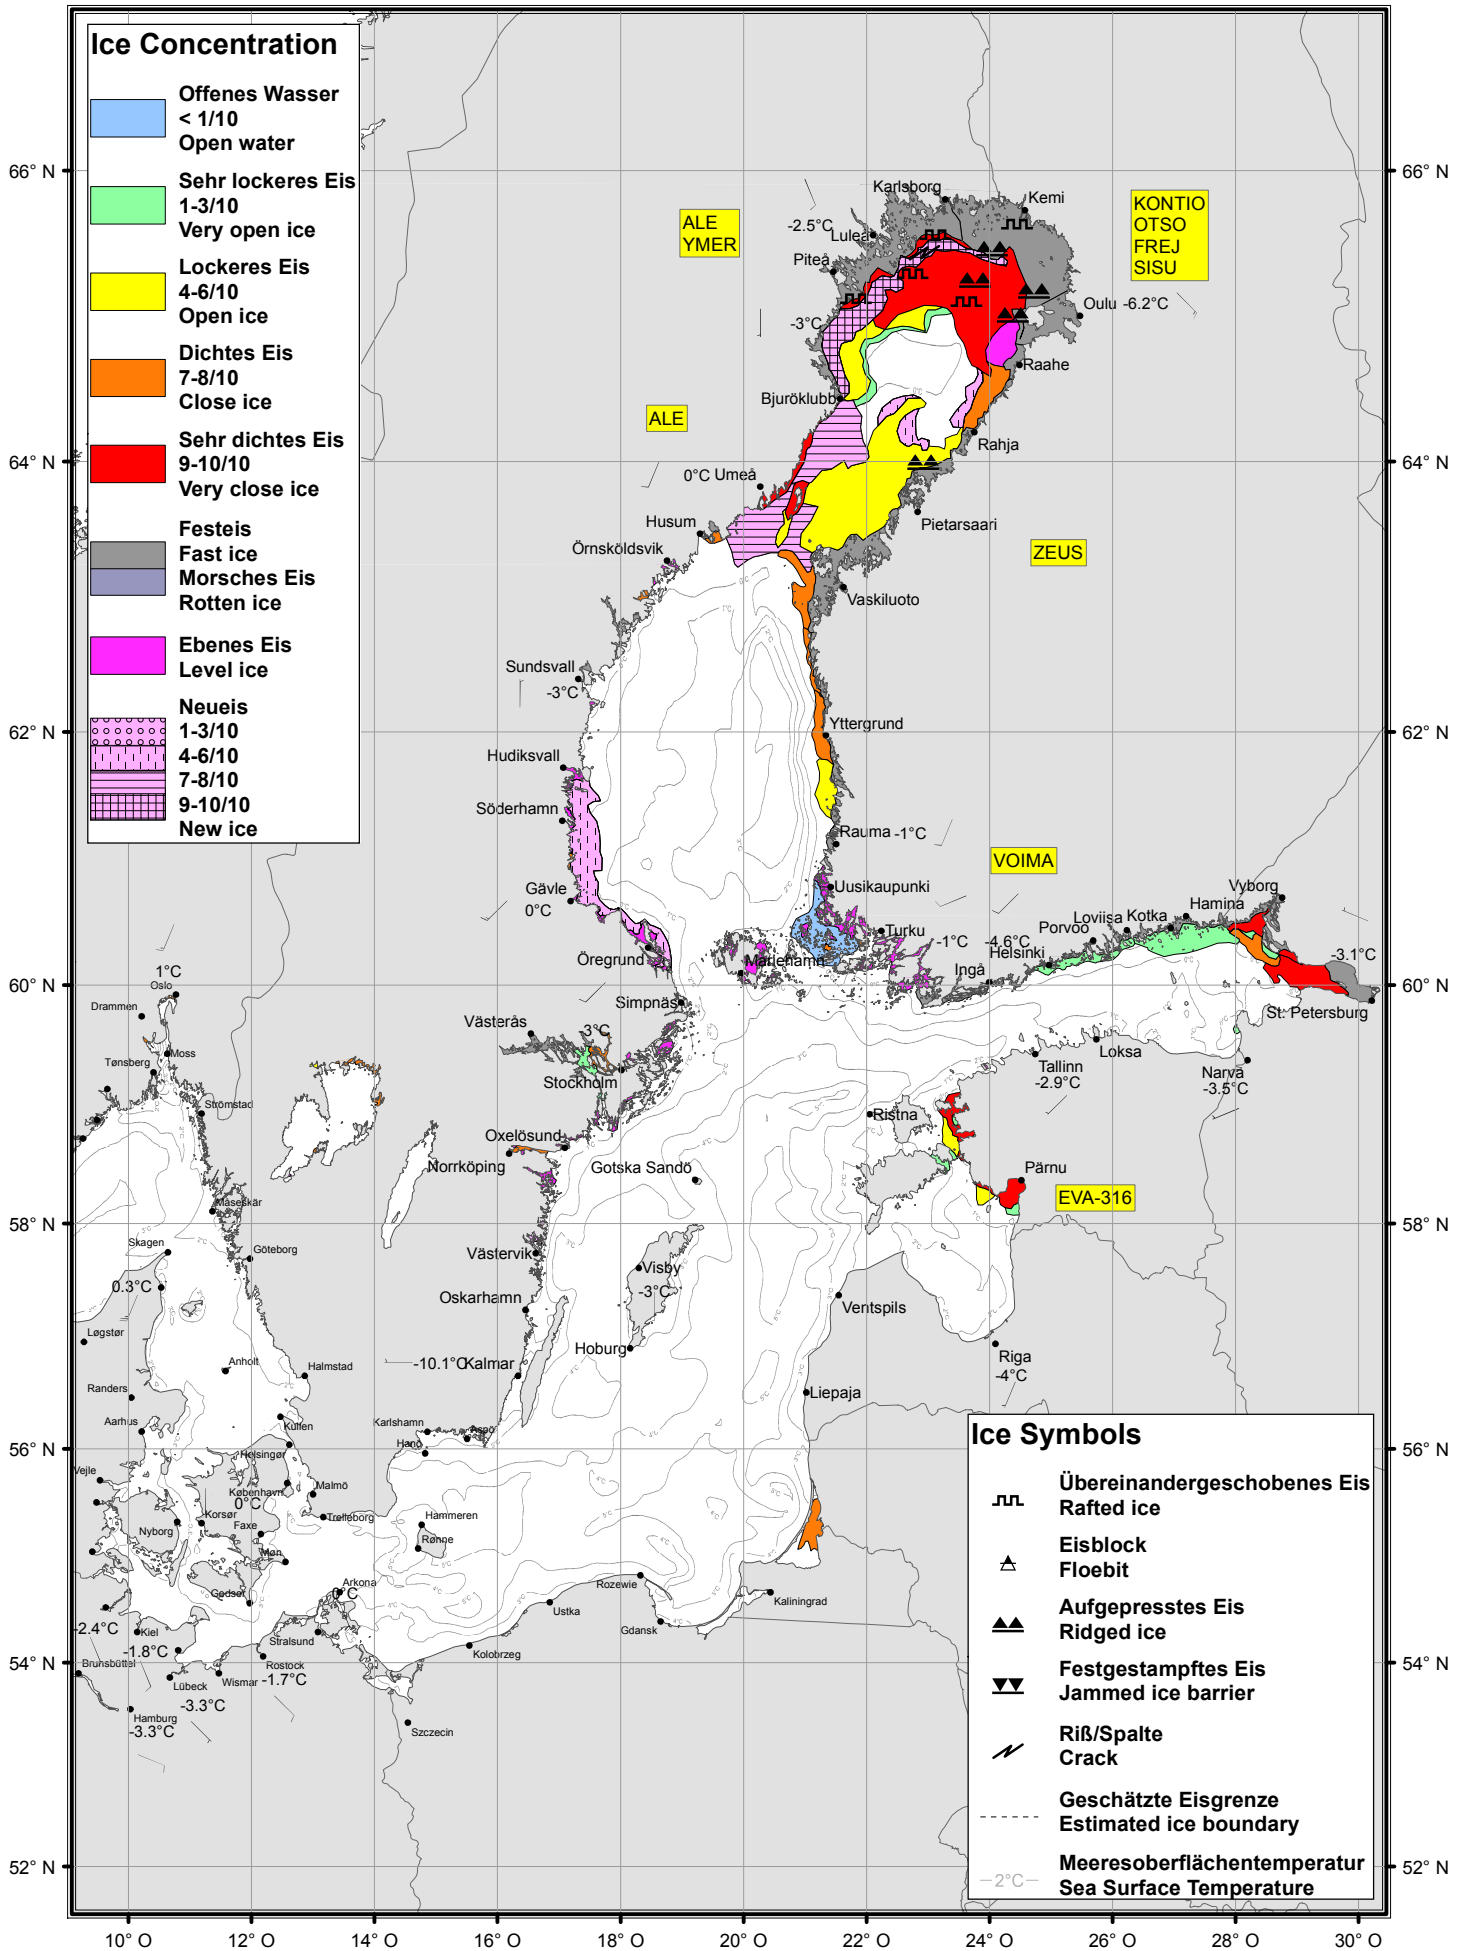 Ice Concentration
Offenes Wasser
< 1/10
Open water
Sehr lockeres Eis
1-3/10
Very open ice
Lockeres Eis
4-6/10
Open ice
Dichtes Eis
7-8/10
Close ice
Sehr dichtes Eis
9-10/10
Very close ice
Festeis
Fast ice
Morsches Eis
Rotten ice
Ebenes Eis
Level ice
Neueis
1-3/10
4-6/10
7-8/10
9-10/10
New ice
66° N
66° N
64° N
64° N
62° N
62° N
60° N
60° N
58° N
58° N
56° N
56° N
54° N
54° N
52° N
52° N
ALE
YMER
KONTIO
OTSO
FREJ
SISU
ALE
ZEUS
VOIMA
EVA-316
Karlsborg
Kemi
-2.5°C
Luleå
Piteå
Oulu -6.2°C
-3°C
Raahe
Bjuröklubb
Rahja
0°C Umeå
Pietarsaari
Husum
Örnsköldsvik
Vaskiluoto
Sundsvall
-3°C
Yttergrund
Hudiksvall
Söderhamn
Rauma -1°C
Gävle
0°C
Uusikaupunki
Vyborg
Hamina
Kotka
Loviisa
Porvoo
Turku
-1°C
-4.6°C
Helsinki
Öregrund
Mariehamn
Ingå
-3.1°C
St. Petersburg
1°C
Oslo
Drammen
Simpnäs
Västerås
3°C
Moss
Tønsberg
Stockholm
Loksa
Tallinn
-2.9°C
Narva
-3.5°C
Strömstad
Ristna
Oxelösund
Norrköping
Gotska Sandö
Pärnu
Måseskär
Skagen
Göteborg
Västervik
0.3°C
Visby
-3°C
Oskarhamn
Ventspils
Løgstør
Hoburg
Anholt
Halmstad
-10.1°C
Kalmar
Riga
-4°C
Randers
Liepaja
Aarhus
Kullen
Karlshamn
Aspö
Hanö
Helsingør
Vejle
København
0°C
Malmö
Korsør
Nyborg
Faxe
Trelleborg
Hammeren
Rønne
Møn
Gedser
Arkona
0°C
Rozewie
Kaliningrad
Ustka
Gdansk
-2.4°C
Kiel
-1.8°C
Stralsund
Kolobrzeg
Brunsbüttel
Rostock
-1.7°C
Lübeck
-3.3°C
Wismar
Hamburg
-3.3°C
Szczecin
Ice Symbols
Übereinandergeschobenes Eis
Rafted ice
Eisblock
Floebit
Aufgepresstes Eis
Ridged ice
Festgestampftes Eis
Jammed ice barrier
Riß/Spalte
Crack
Geschätzte Eisgrenze
Estimated ice boundary
2°C
Meeresoberflächentemperatur
Sea Surface Temperature
10° O
12° O
14° O
16° O
18° O
20° O
22° O
24° O
26° O
28° O
30° O